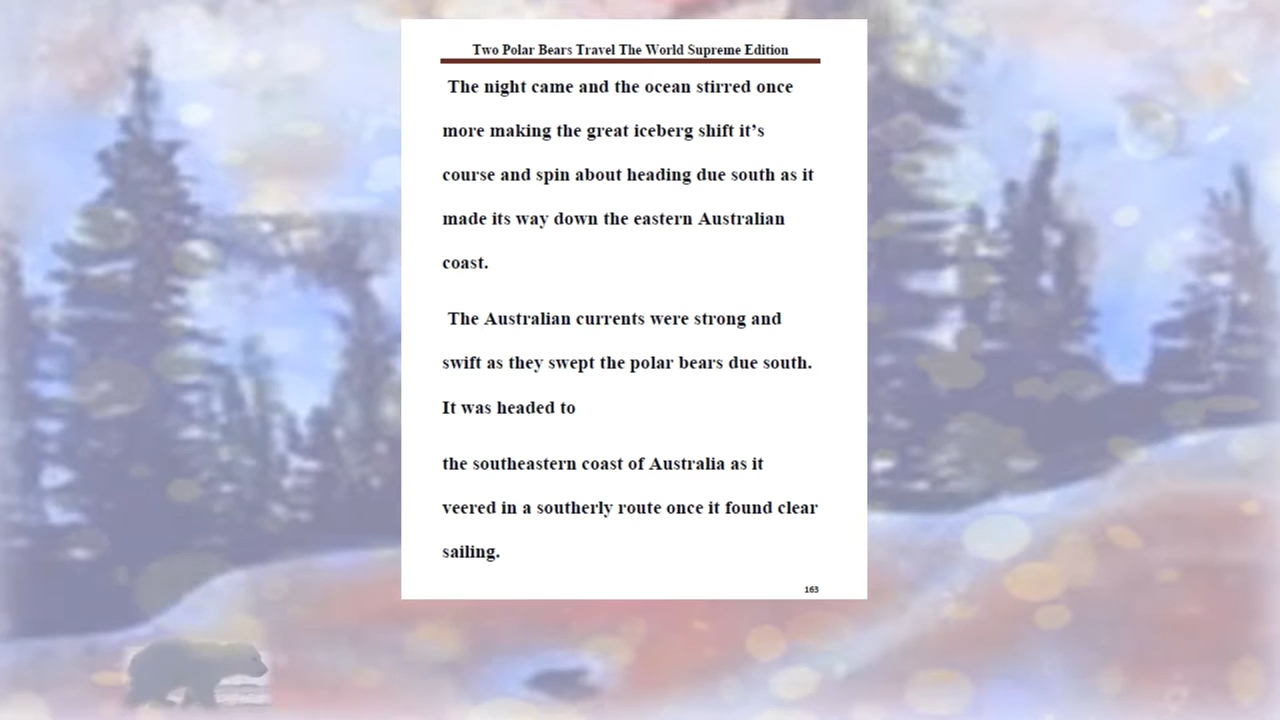 Two Polar Bears Travel The World Supreme Edition
The night came and the ocean stirred once
more making the great iceberg shift it’s
course and spin about heading due south as it
made its way down the eastern Australian
coast.
The Australian currents were strong and
swift as they swept the polar bears due south.
It was headed to
the southeastern coast of Australia as it
veered in a southerly route once it found clear
sailing.
163